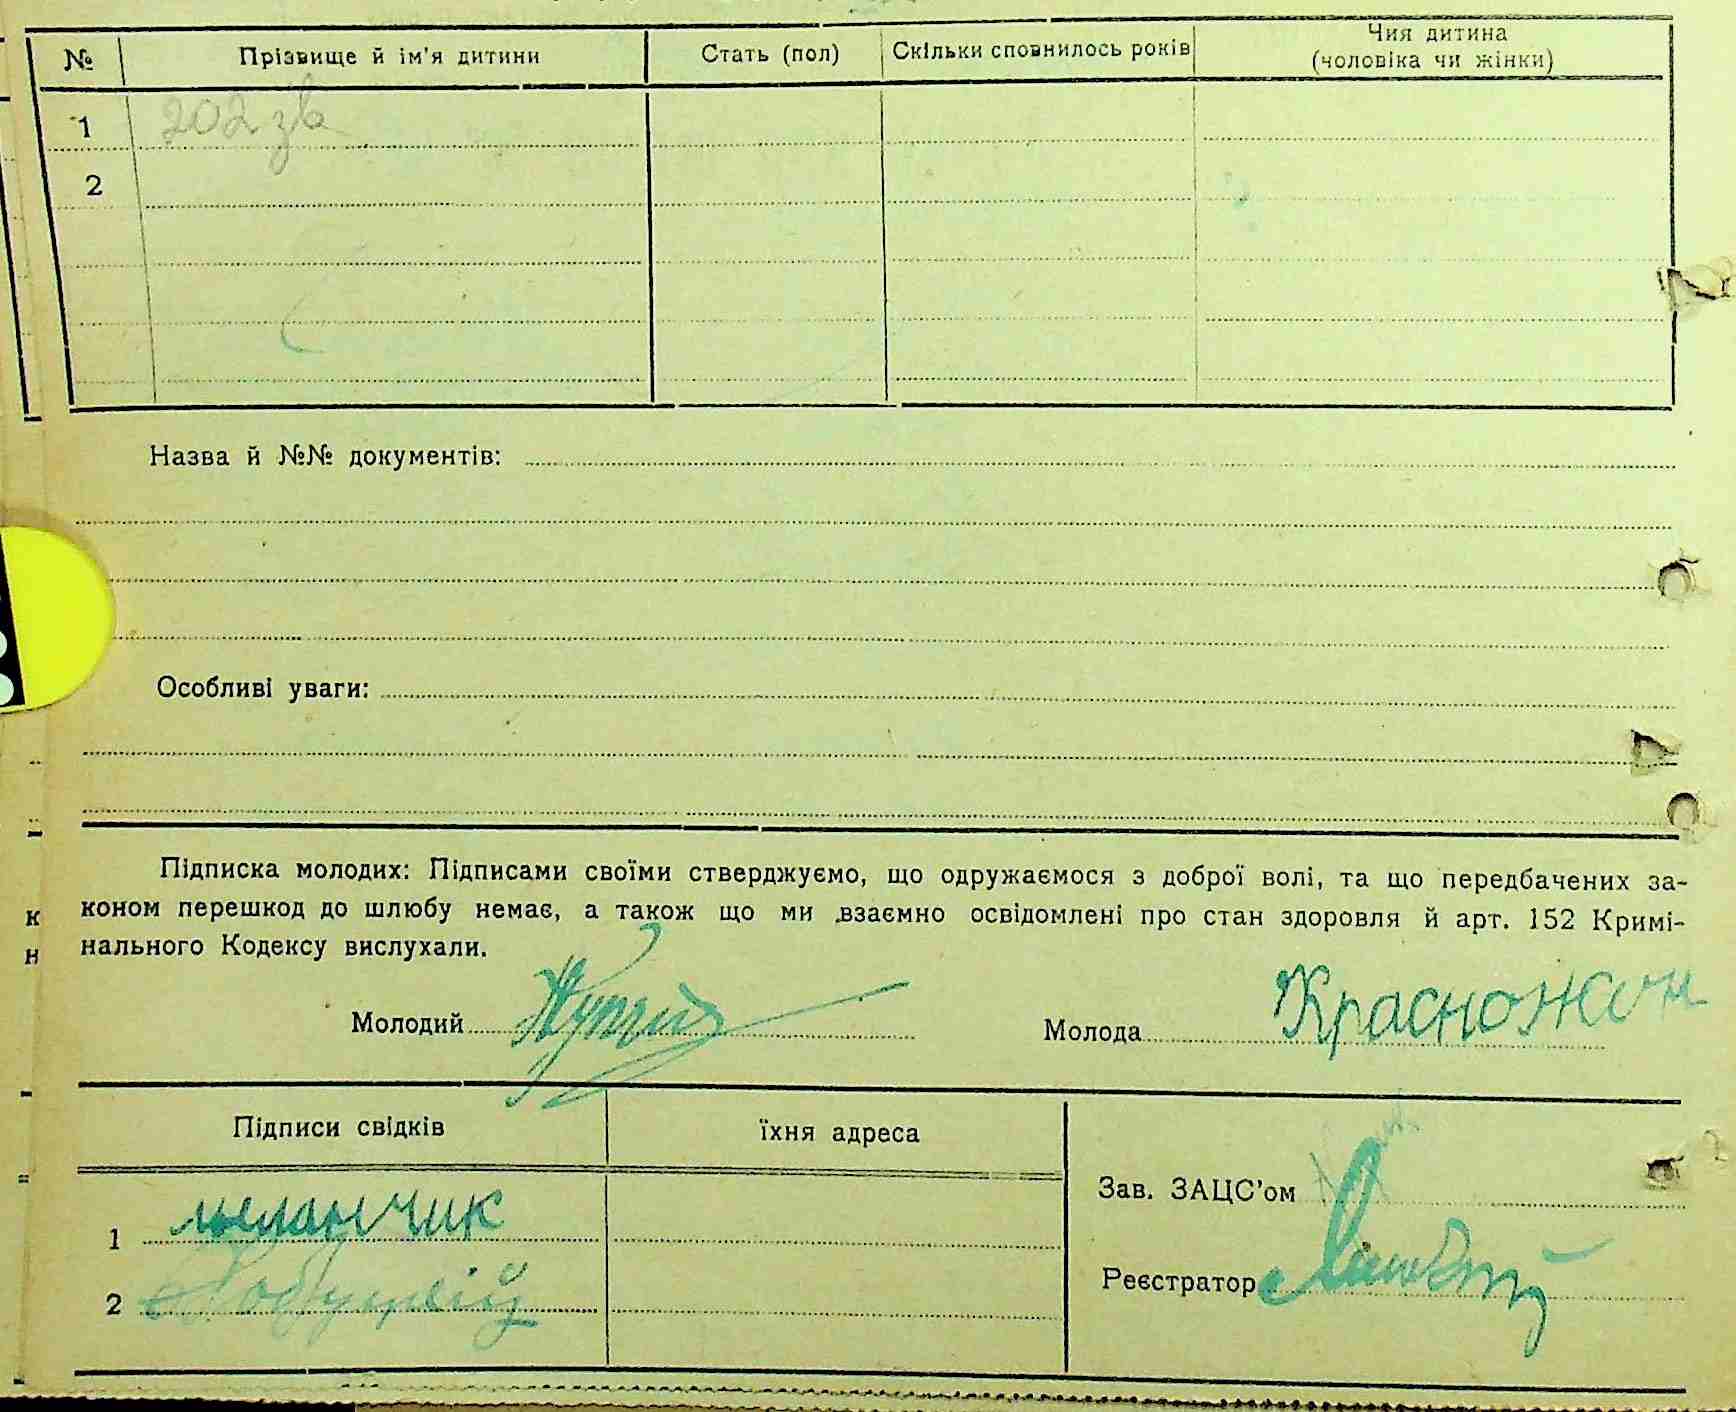 № Прізвище й ім'я дитини Стать (пол) Скільки сповнилось років Чия дитина (чоловіка чи жінки)
1 202 зв
2
Назва й №№ документів:
Особливі уваги:
Підписка молодих: Підписами своїми стверджуємо, що одружаємося з доброї волі, та що передбачених за-
коном перешкод до шлюбу немає, а також що ми взаємно освідомлені про стан здоровля й арт. 152 Кримі-
нального Кодексу вислухали.
Молодий Молода Красножон
Підписи свідків їхня адреса
Зав. ЗАЦС'ом
1 меланчик
Реєстратор
2